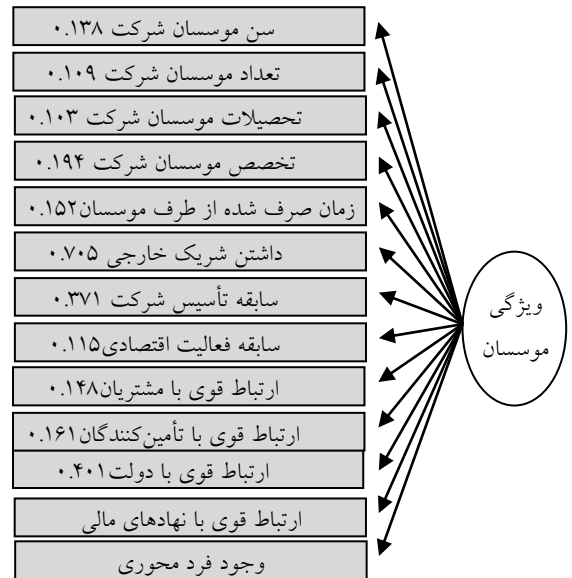 سن موسسان شرکت ۰.۱۳۸
تعداد موسسان شرکت ۰.۱۰۹
تحصیلات موسسان شرکت ۰.۱۰۳
تخصص موسسان شرکت ۰.۱۹۴
زمان صرف شده از طرف موسسان۰.۱۵۲
داشتن شریک خارجی ۰.۷۰۵
سابقه تأسیس شرکت ۰.۳۷۱
سابقه فعالیت اقتصادی۰.۱۱۵
ارتباط قوی با مشتریان۰.۱۴۸
ارتباط قوی با تأمین‌کنندگان۰.۱۶۱
ارتباط قوی با دولت۰.۴۰۱
ارتباط قوی با نهادهای مالی
وجود فرد محوری
ویژگی
موسسان